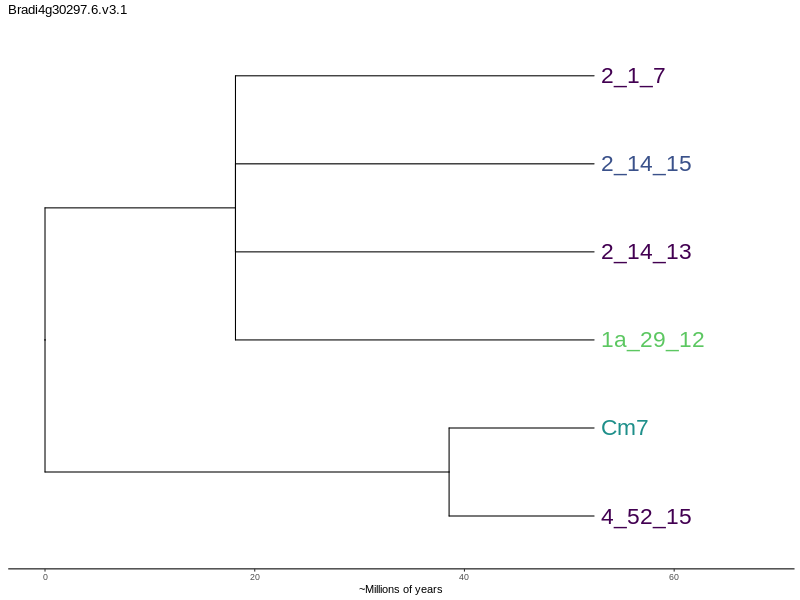 Bradi4g30297.6.v3.1
2_1_7
2_14_15
2_14_13
1a_29_12
Cm7
4_52_15
0 20 40 60
~Millions of years